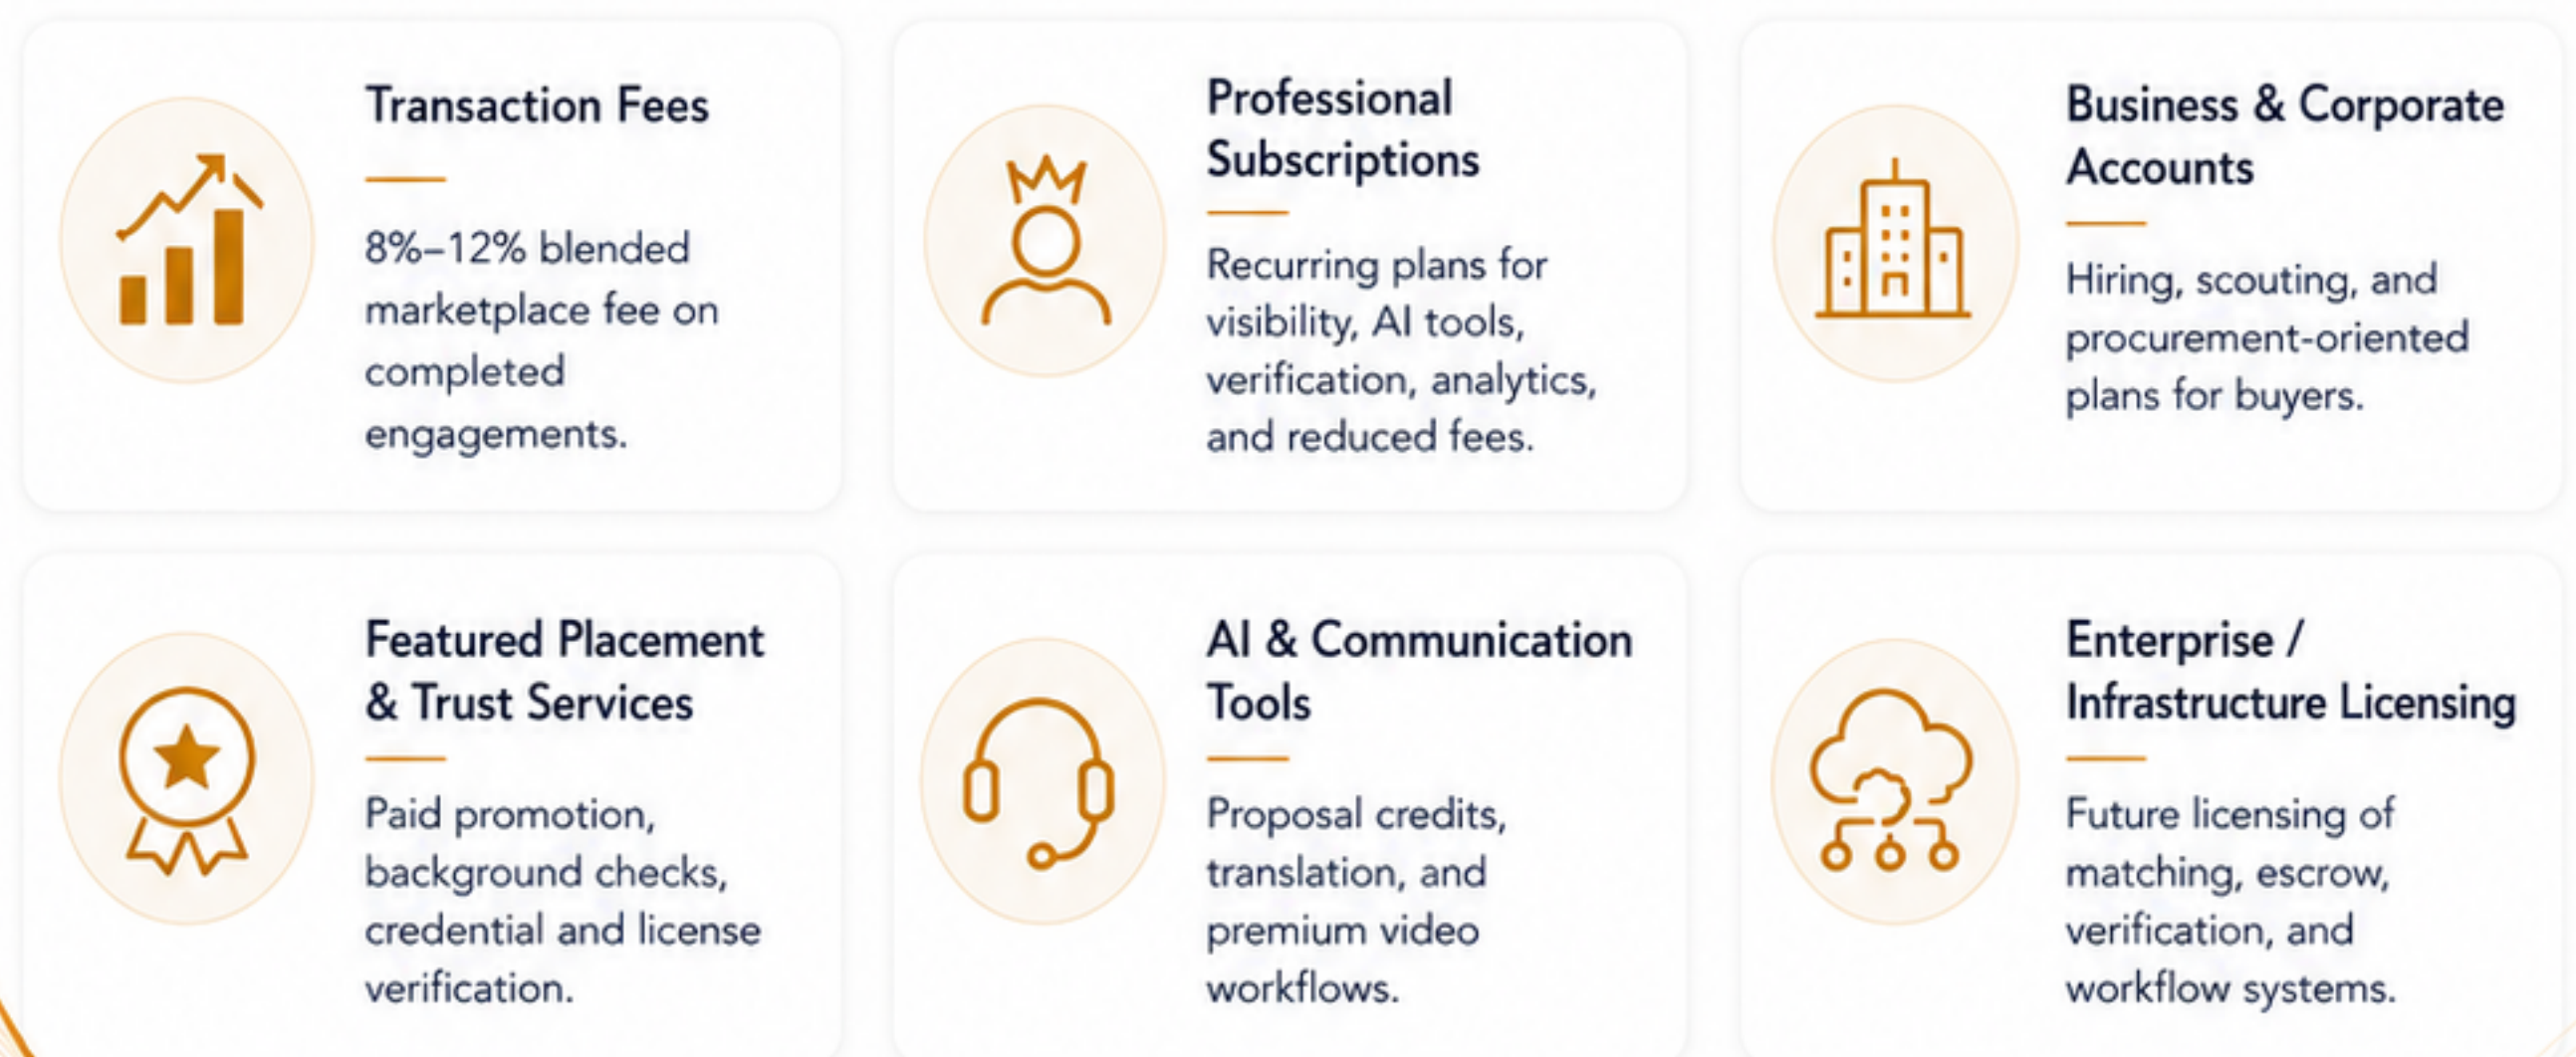 Transaction Fees
8%–12% blended
marketplace fee on
completed
engagements.
Professional
Subscriptions
Recurring plans for
visibility, AI tools,
verification, analytics,
and reduced fees.
Business & Corporate
Accounts
Hiring, scouting, and
procurement-oriented
plans for buyers.
Featured Placement
& Trust Services
Paid promotion,
background checks,
credential and license
verification.
AI & Communication
Tools
Proposal credits,
translation, and
premium video
workflows.
Enterprise /
Infrastructure Licensing
Future licensing of
matching, escrow,
verification, and
workflow systems.